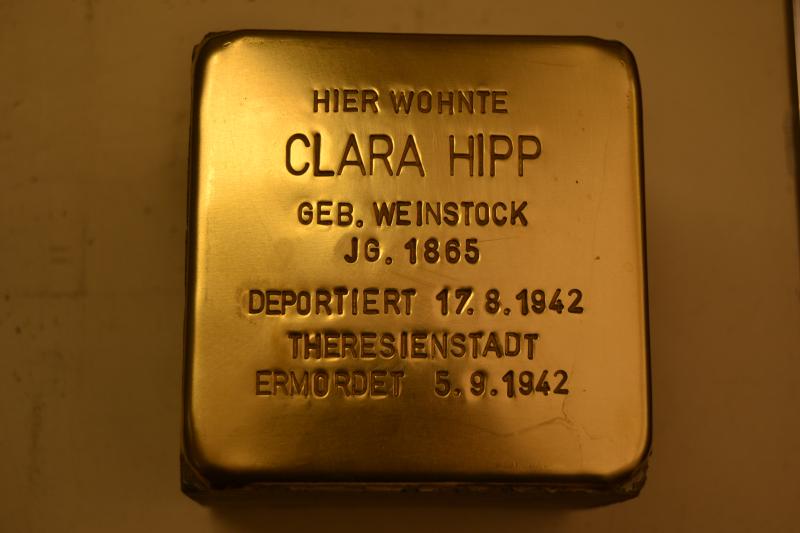 HIER WOHNTE
CLARA HIPP
GEB. WEINSTOCK
JG. 1865
DEPORTIERT 17.8.1942
THERESIENSTADT
ERMORDET 5.9.1942